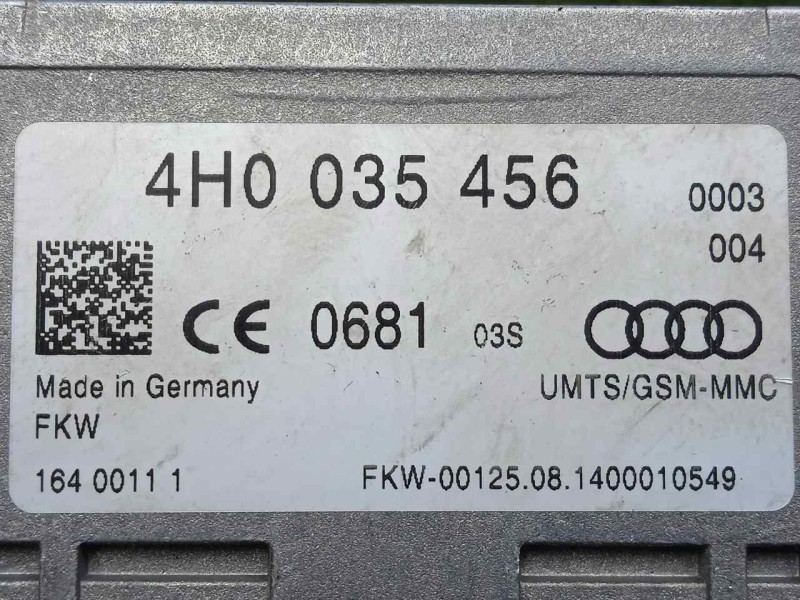 4H0 035 456 0003
004
CE 0681 03S
Made in Germany UMTS/GSM-MMC
FKW
164 0011 1 FKW-00125.08.1400010549